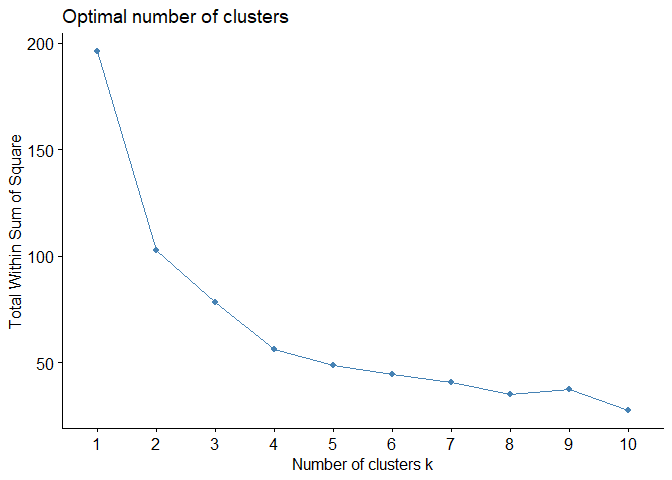 Optimal number of clusters
200
150
100
50
Total Within Sum of Square
1 2 3 4 5 6 7 8 9 10
Number of clusters k